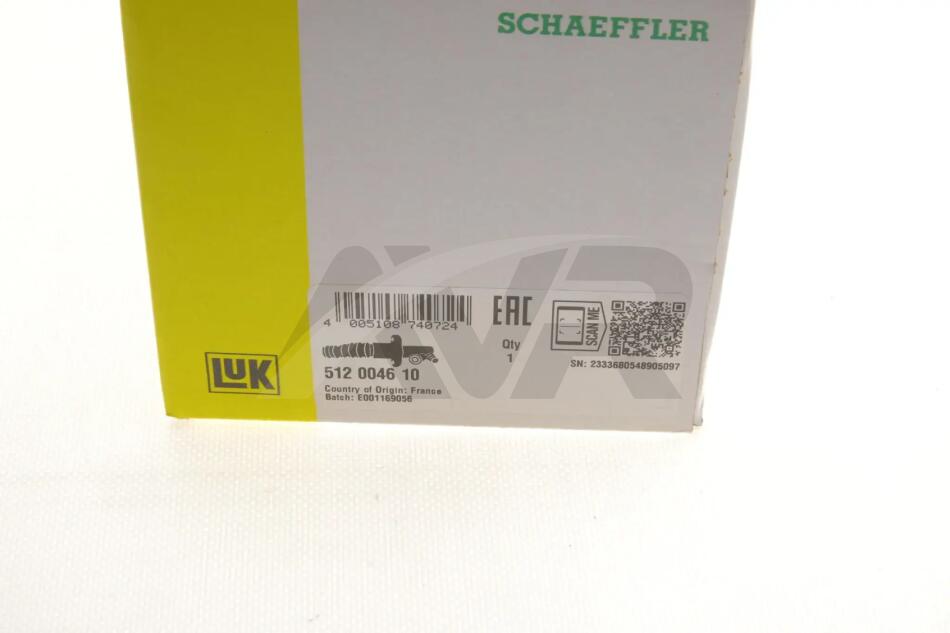 SCHAEFFLER
AVR
4 005108 740724
EAC
SCAN ME
Qty
1
SN: 2333680548905097
LUK
512 0046 10
Country of Origin: France
Batch: E001169056